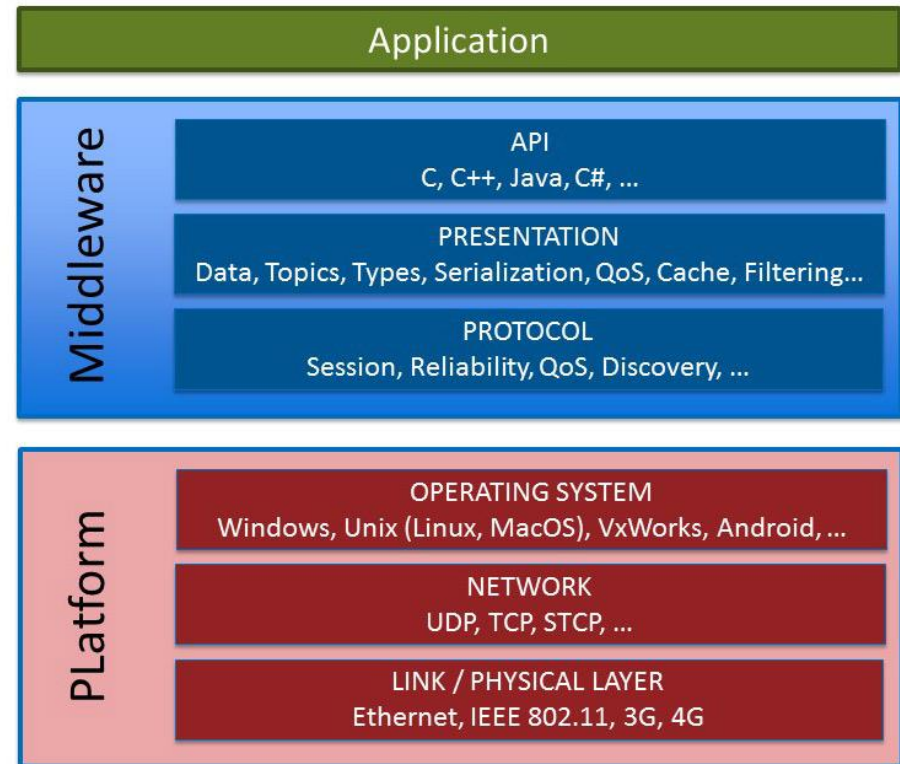 Application
Middleware
API
C, C++, Java, C#, ...
PRESENTATION
Data, Topics, Types, Serialization, QoS, Cache, Filtering...
PROTOCOL
Session, Reliability, QoS, Discovery, ...
PLatform
OPERATING SYSTEM
Windows, Unix (Linux, MacOS), VxWorks, Android, ...
NETWORK
UDP, TCP, STCP, ...
LINK / PHYSICAL LAYER
Ethernet, IEEE 802.11, 3G, 4G